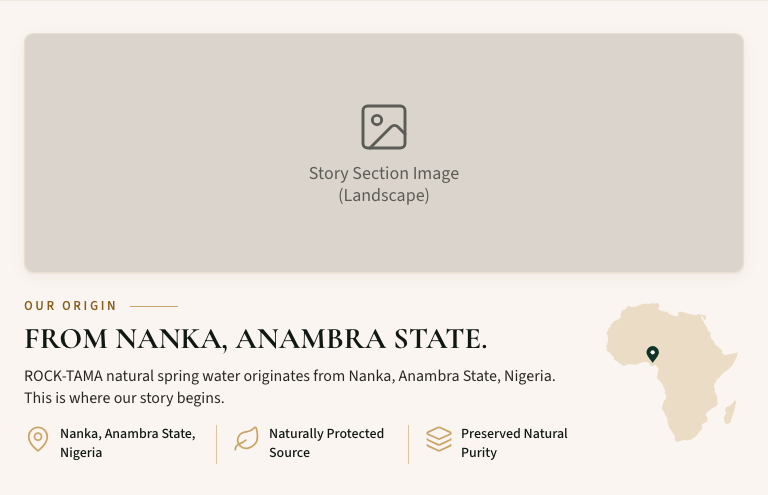 Story Section Image
(Landscape)
OUR ORIGIN
FROM NANKA, ANAMBRA STATE.
ROCK-TAMA natural spring water originates from Nanka, Anambra State, Nigeria.
This is where our story begins.
Nanka, Anambra State,
Nigeria
Naturally Protected
Source
Preserved Natural
Purity